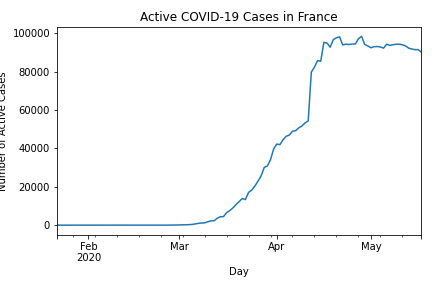 Active COVID-19 Cases in France
Number of Active Cases
100000
80000
60000
40000
20000
0
Feb
2020
Mar
Apr
May
Day